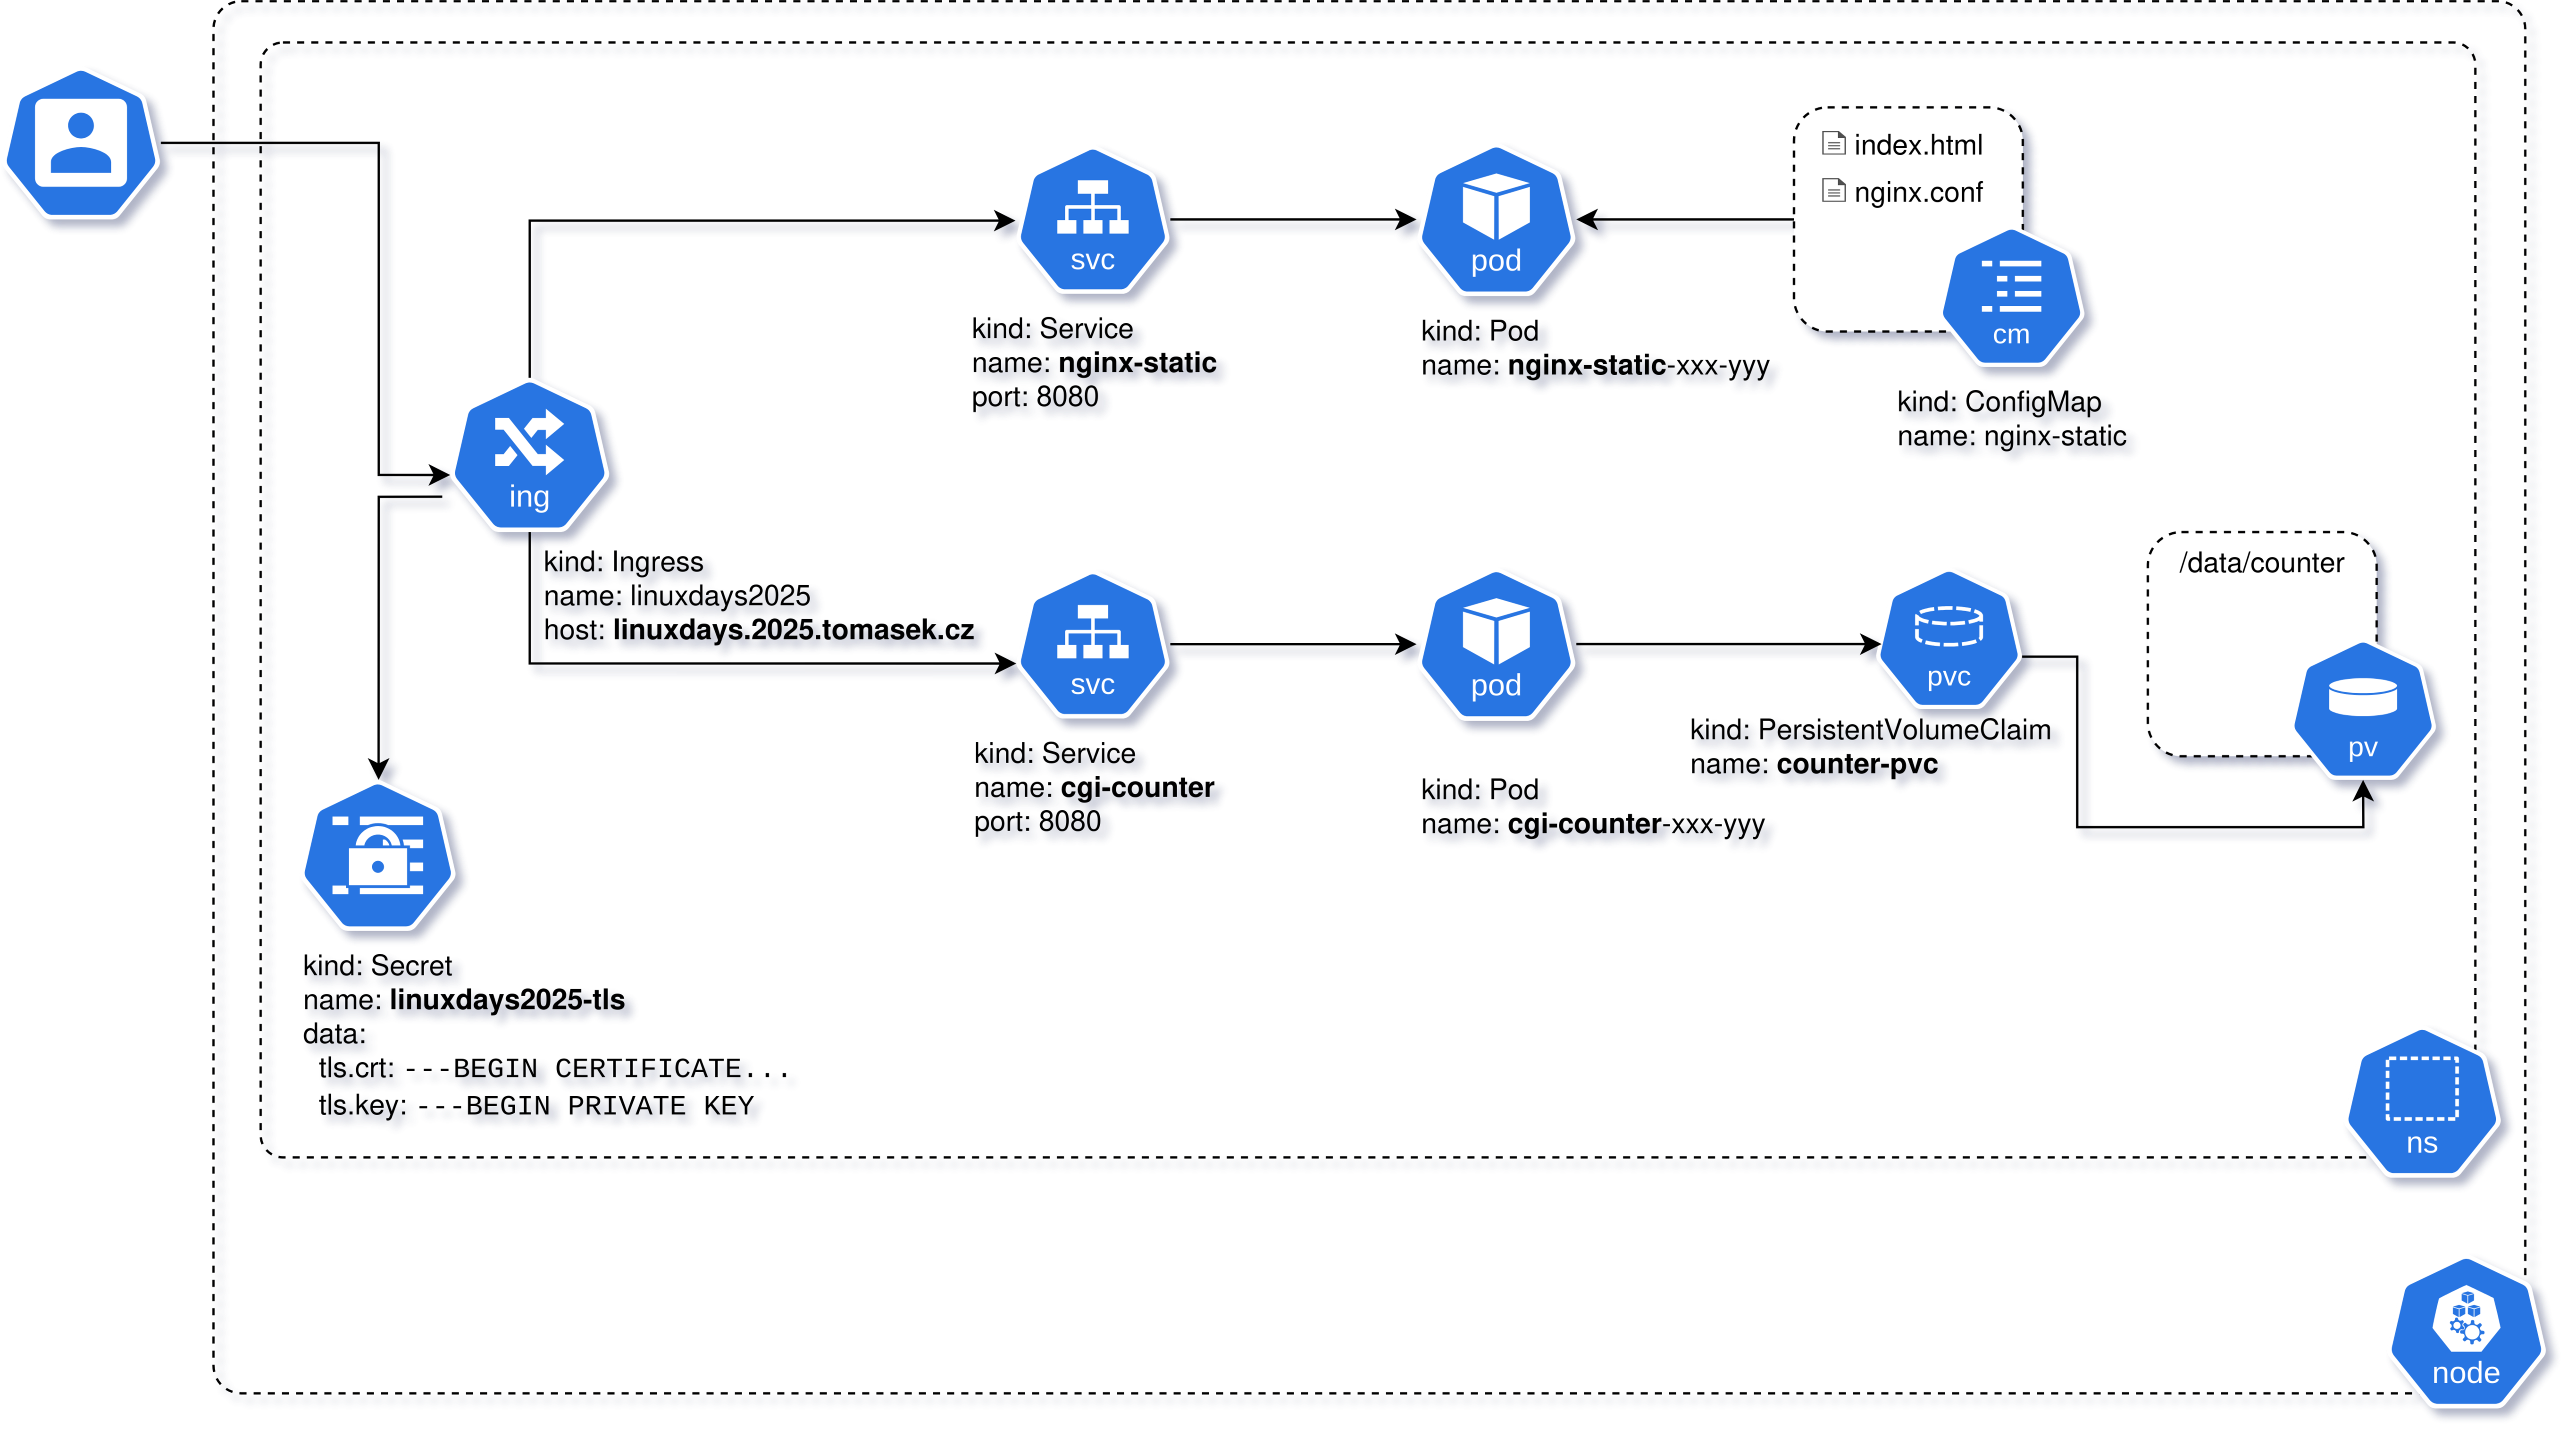 index.html
nginx.conf
svc
pod
cm
kind: Service
name: nginx-static
port: 8080
kind: Pod
name: nginx-static-xxx-yyy
kind: ConfigMap
name: nginx-static
ing
kind: Ingress
name: linuxdays2025
host: linuxdays.2025.tomasek.cz
svc
pod
pvc
/data/counter
pv
kind: Service
name: cgi-counter
port: 8080
kind: Pod
name: cgi-counter-xxx-yyy
kind: PersistentVolumeClaim
name: counter-pvc
kind: Secret
name: linuxdays2025-tls
data:
tls.crt: ---BEGIN CERTIFICATE...
tls.key: ---BEGIN PRIVATE KEY
ns
node